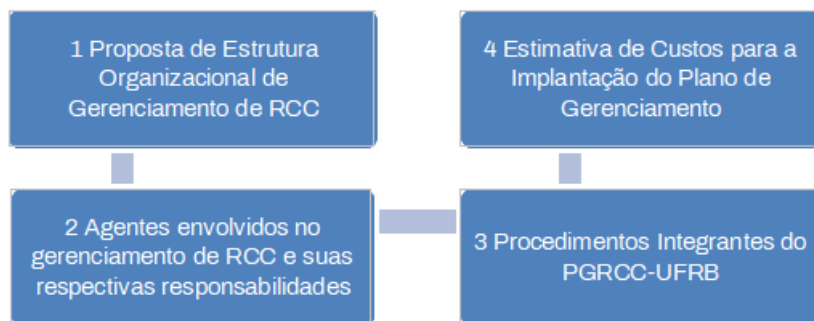 1 Proposta de Estrutura
Organizacional de
Gerenciamento de RCC
2 Agentes envolvidos no
gerenciamento de RCC e suas
respectivas responsabilidades
3 Procedimentos Integrantes do
PGRCC-UFRB
4 Estimativa de Custos para a
Implantação do Plano de
Gerenciamento